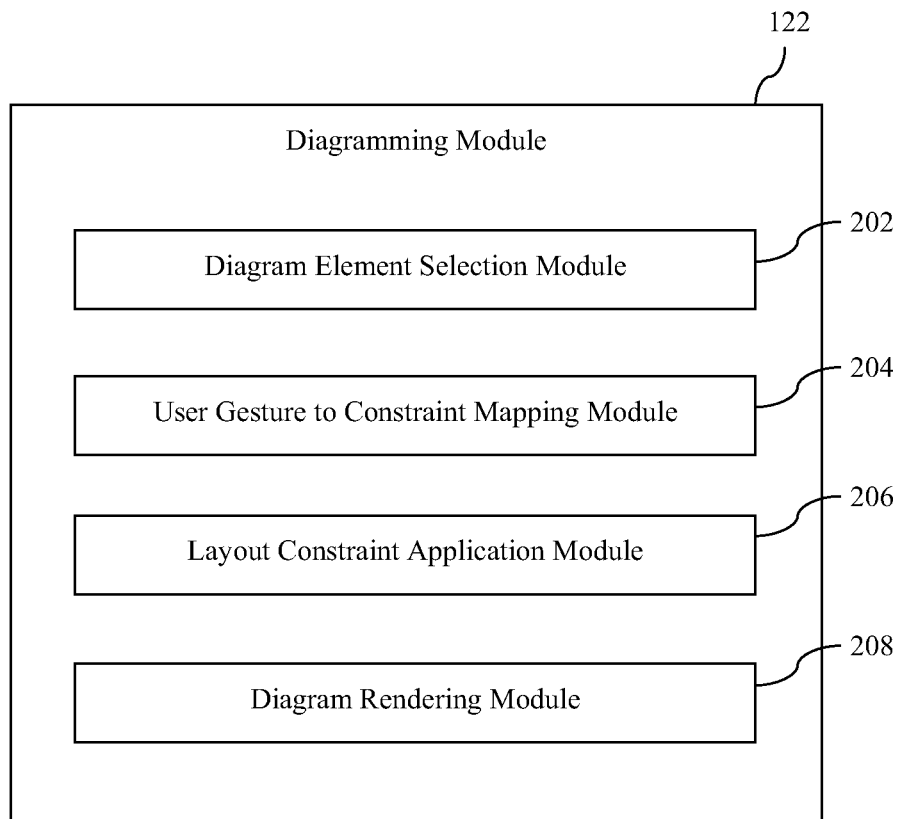 122
Diagramming Module
202
Diagram Element Selection Module
204
User Gesture to Constraint Mapping Module
206
Layout Constraint Application Module
208
Diagram Rendering Module